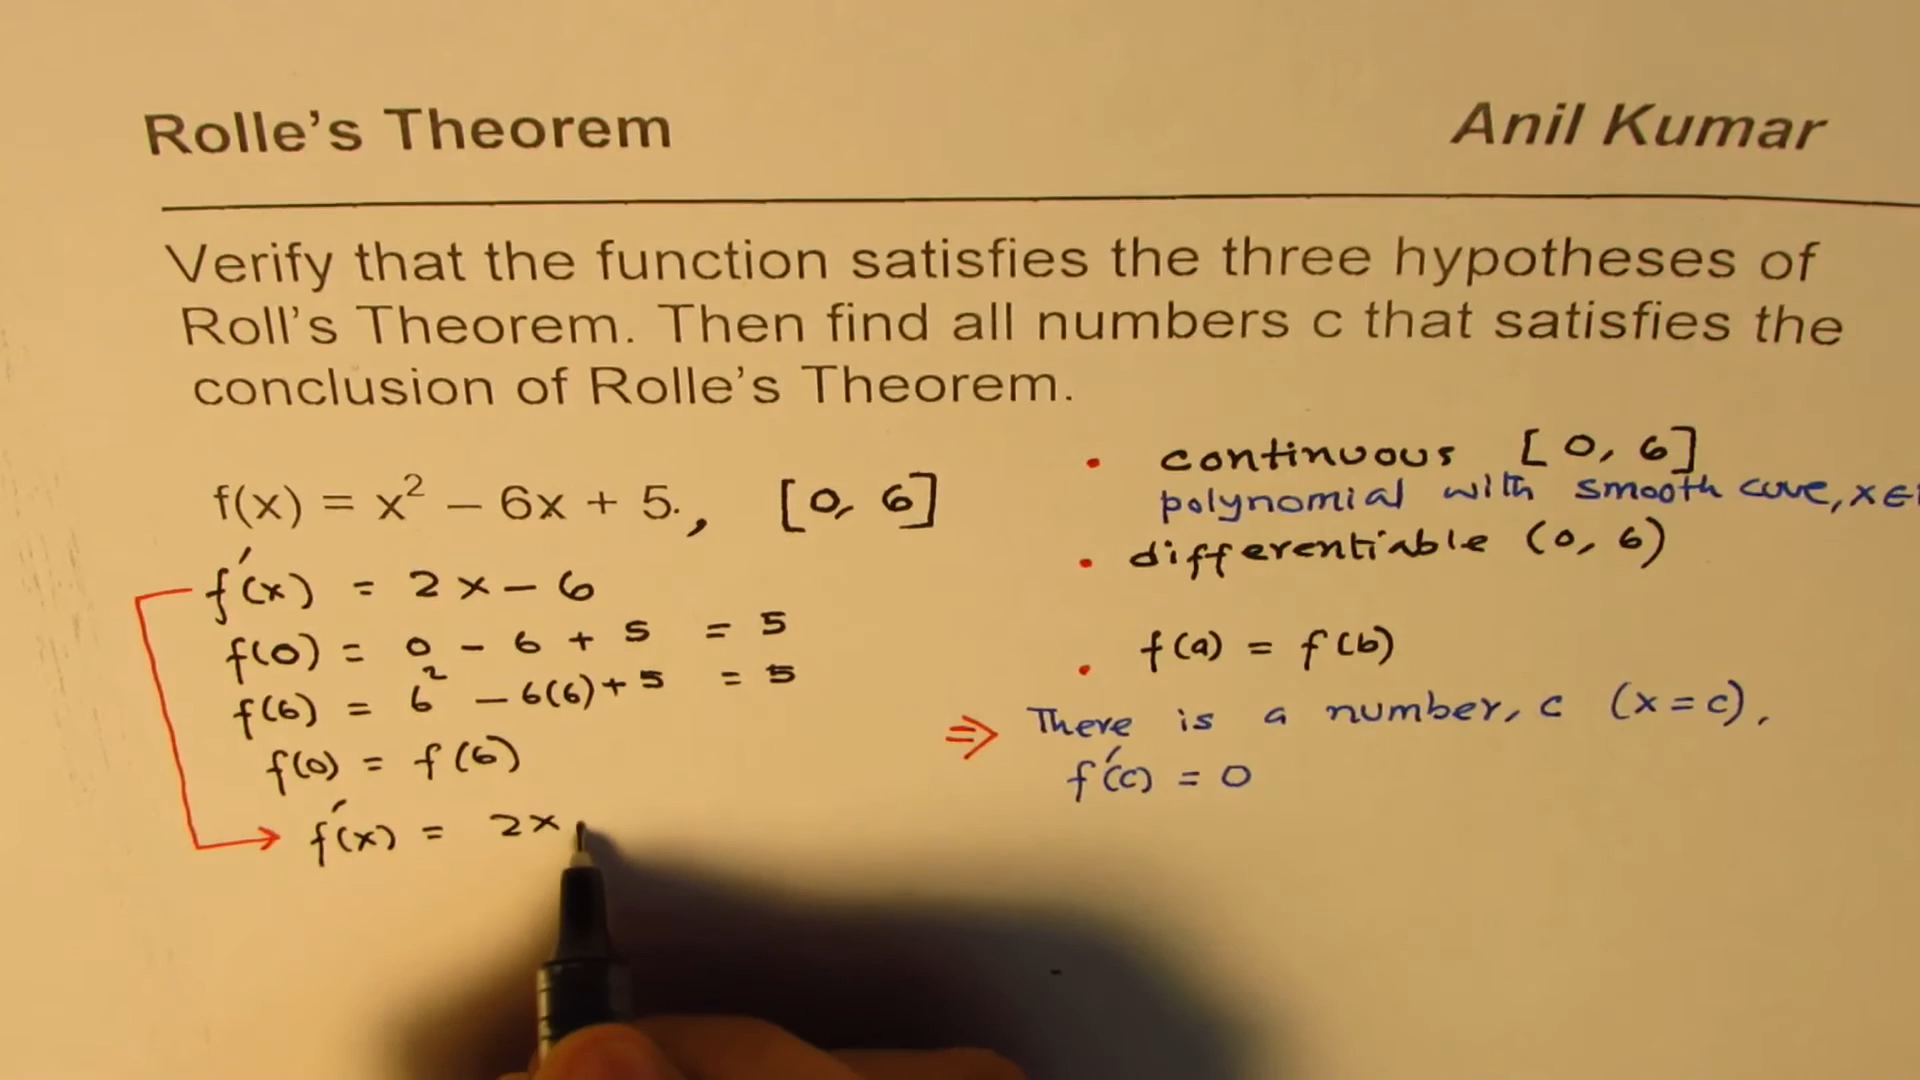 Rolle's Theorem
Anil Kumar
Verify that the function satisfies the three hypotheses of
Roll's Theorem. Then find all numbers c that satisfies the
conclusion of Rolle's Theorem.
f(x) = x² – 6x + 5., [0, 6]
f'(x) = 2x – 6
f(0) = 0 – 6 + 5 = 5
f(6) = 6² – 6(6) + 5 = 5
f(0) = f(6)
f'(x) = 2x
• continuous [0, 6]
polynomial with smooth cuve, x ∈
• differentiable (0, 6)
• f(a) = f(b)
⇒ There is a number, c (x = c),
f'(c) = 0